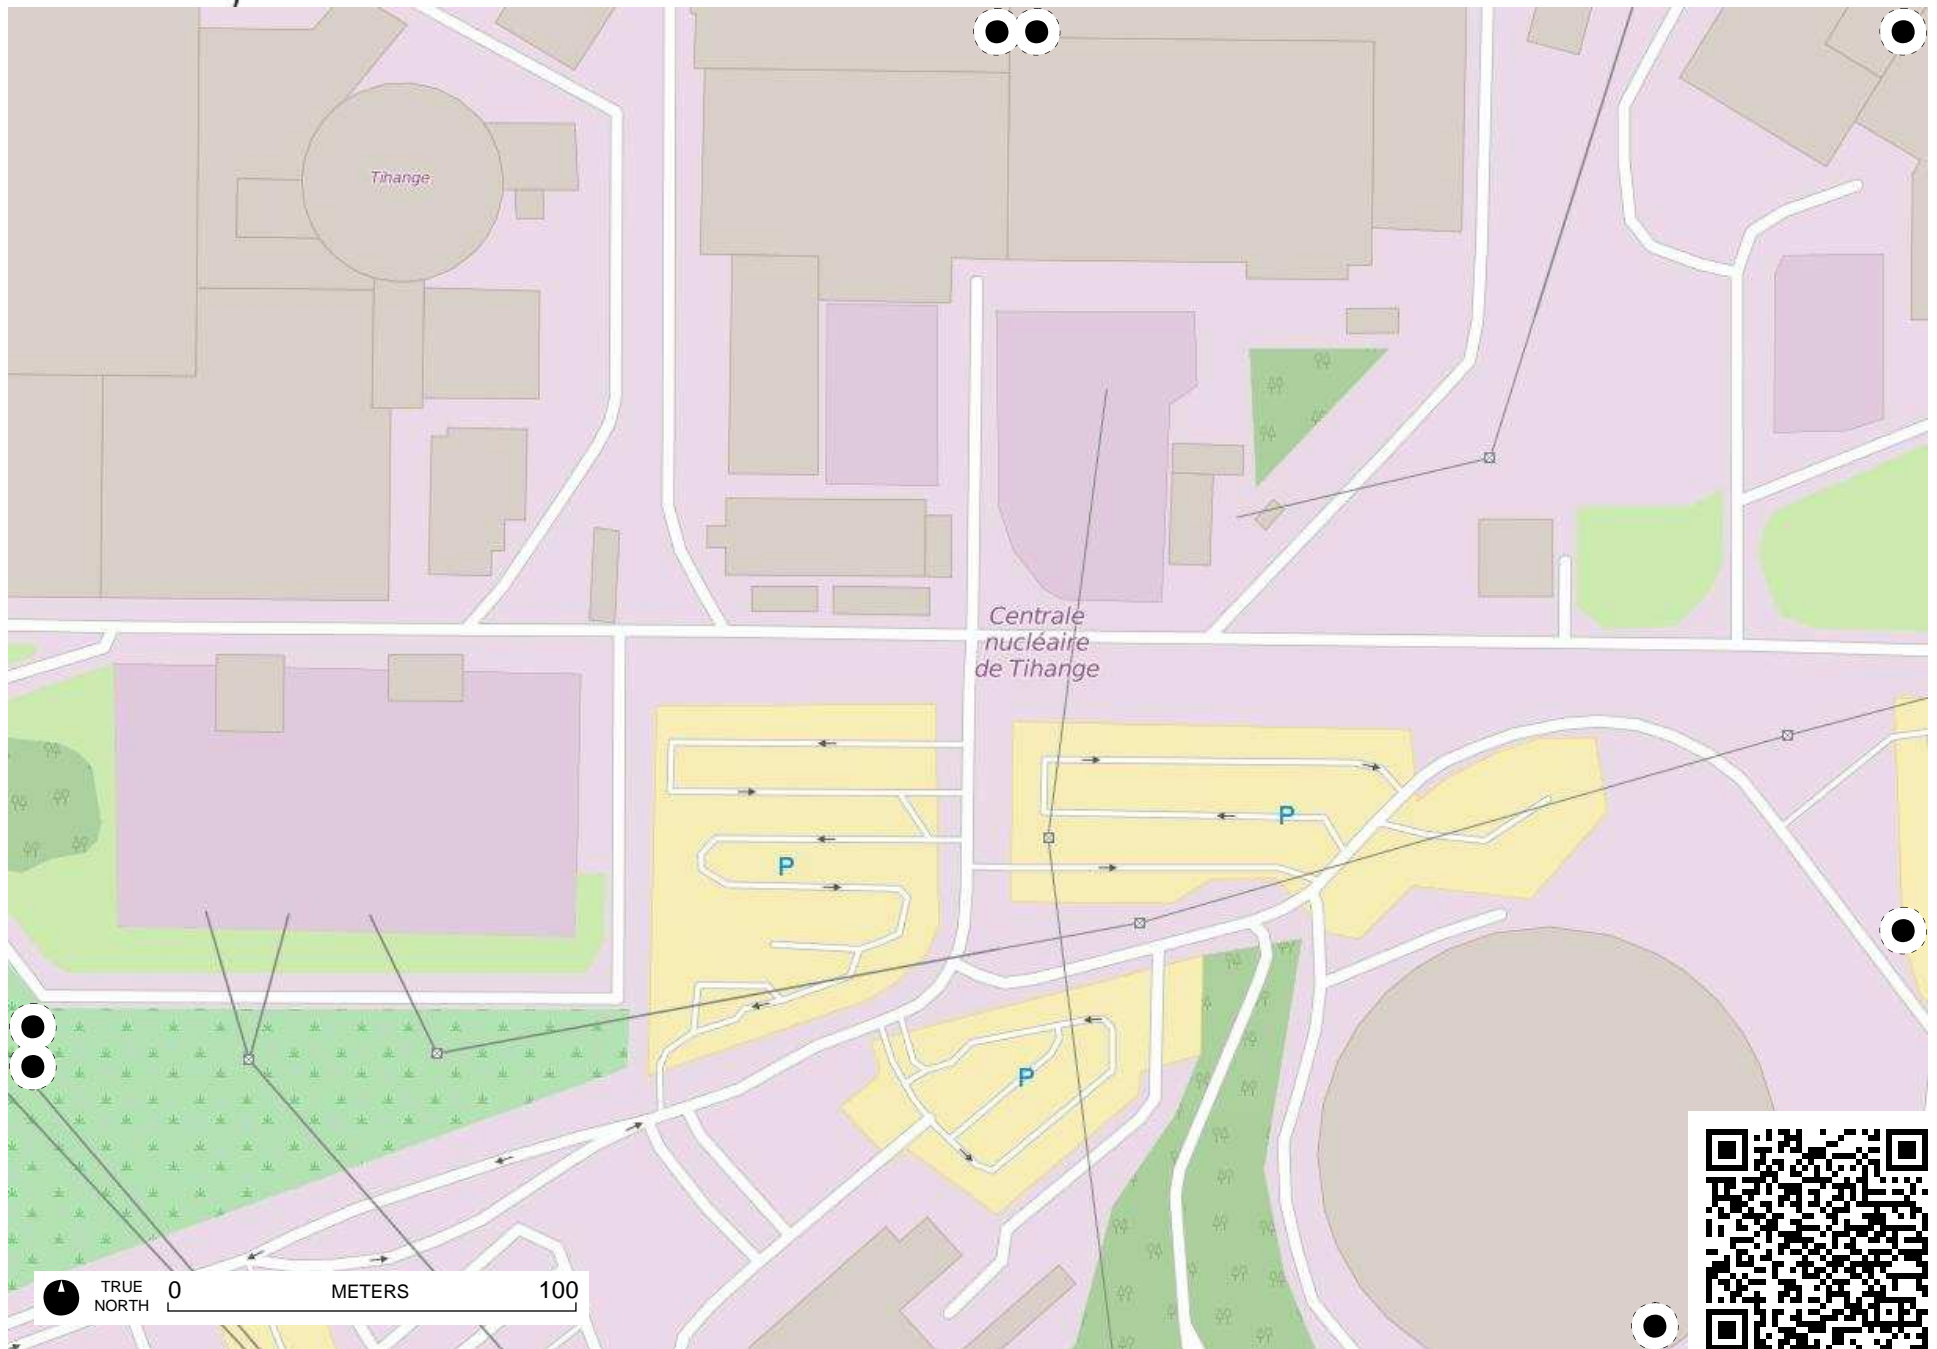 Tihange
Centrale
nucléaire
de Tihange
P
P
P
TRUE
NORTH
0
METERS
100